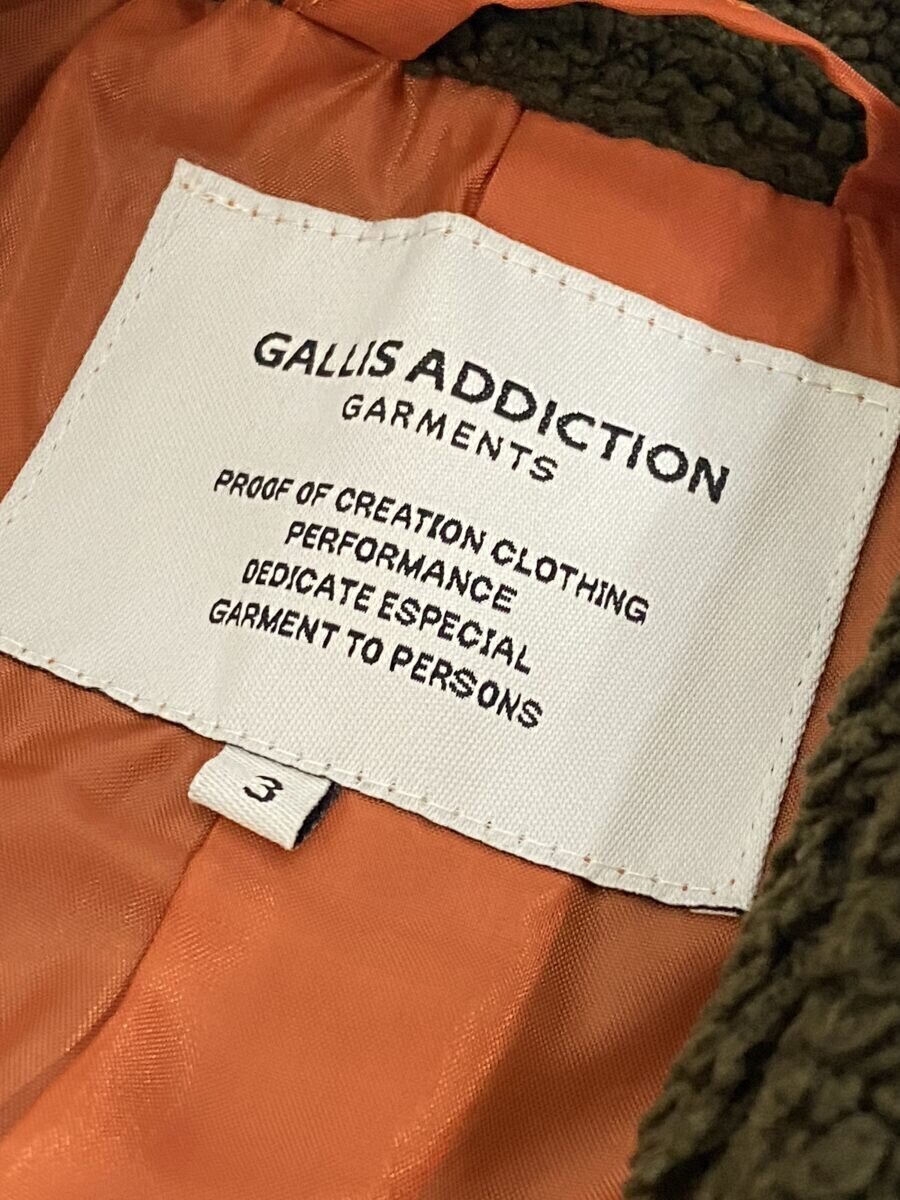 GALLIS ADDICTION
GARMENTS
PROOF OF CREATION CLOTHING
PERFORMANCE
DEDICATE ESPECIAL
GARMENT TO PERSONS
3